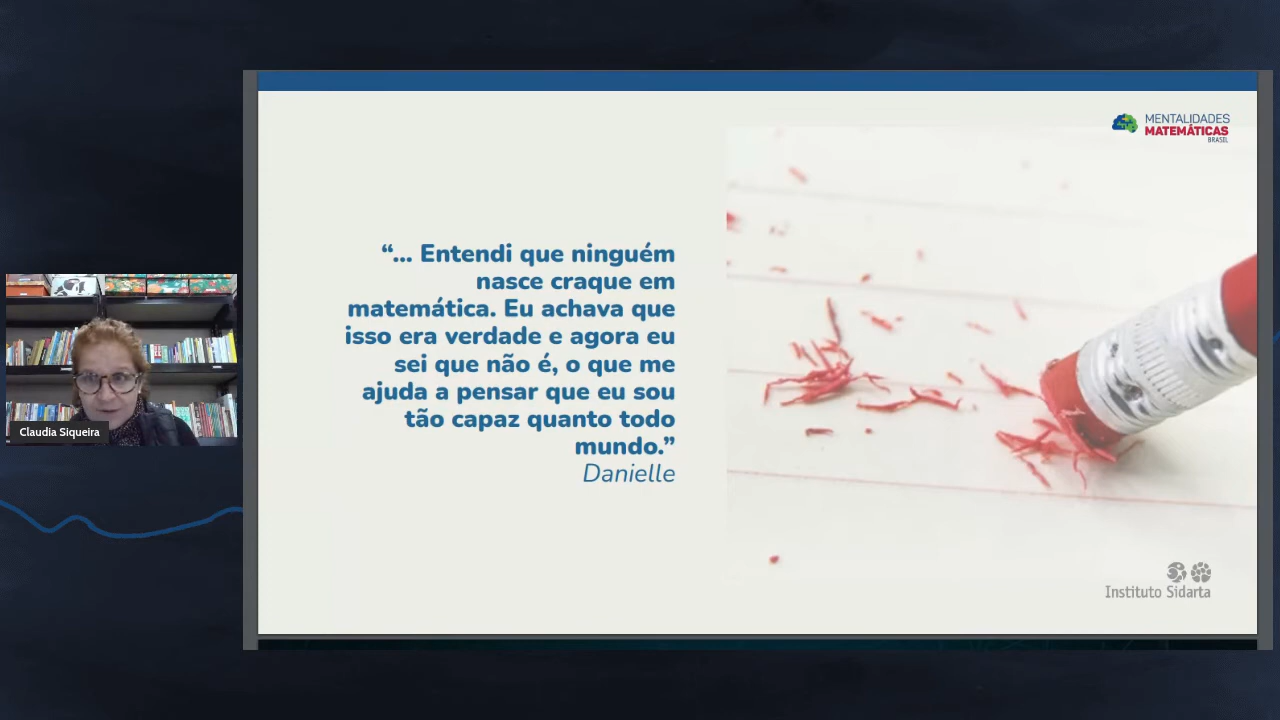 MENTALIDADES
MATEMÁTICAS
BRASIL
“... Entendi que ninguém
nasce craque em
matemática. Eu achava que
isso era verdade e agora eu
sei que não é, o que me
ajuda a pensar que eu sou
tão capaz quanto todo
mundo.”
Danielle
Claudia Siqueira
Instituto Sidarta